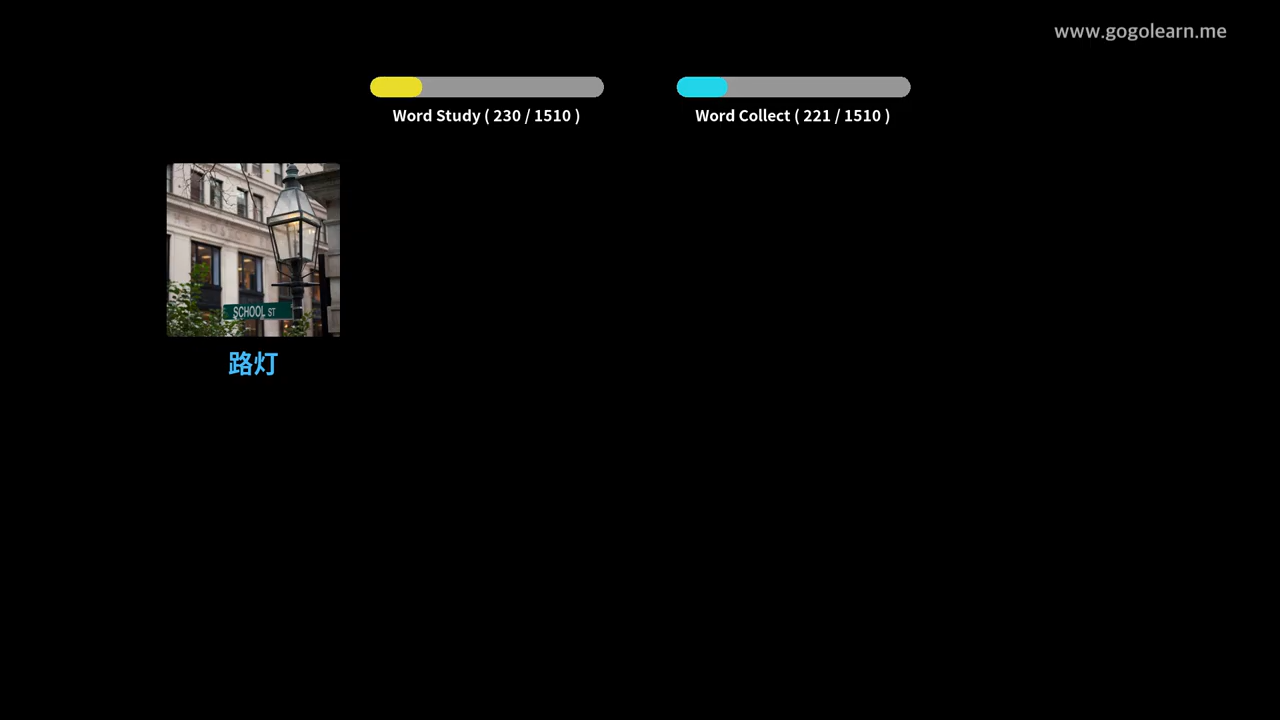 www.gogolearn.me
Word Study ( 230 / 1510 )
Word Collect ( 221 / 1510 )
SCHOOL ST
路灯